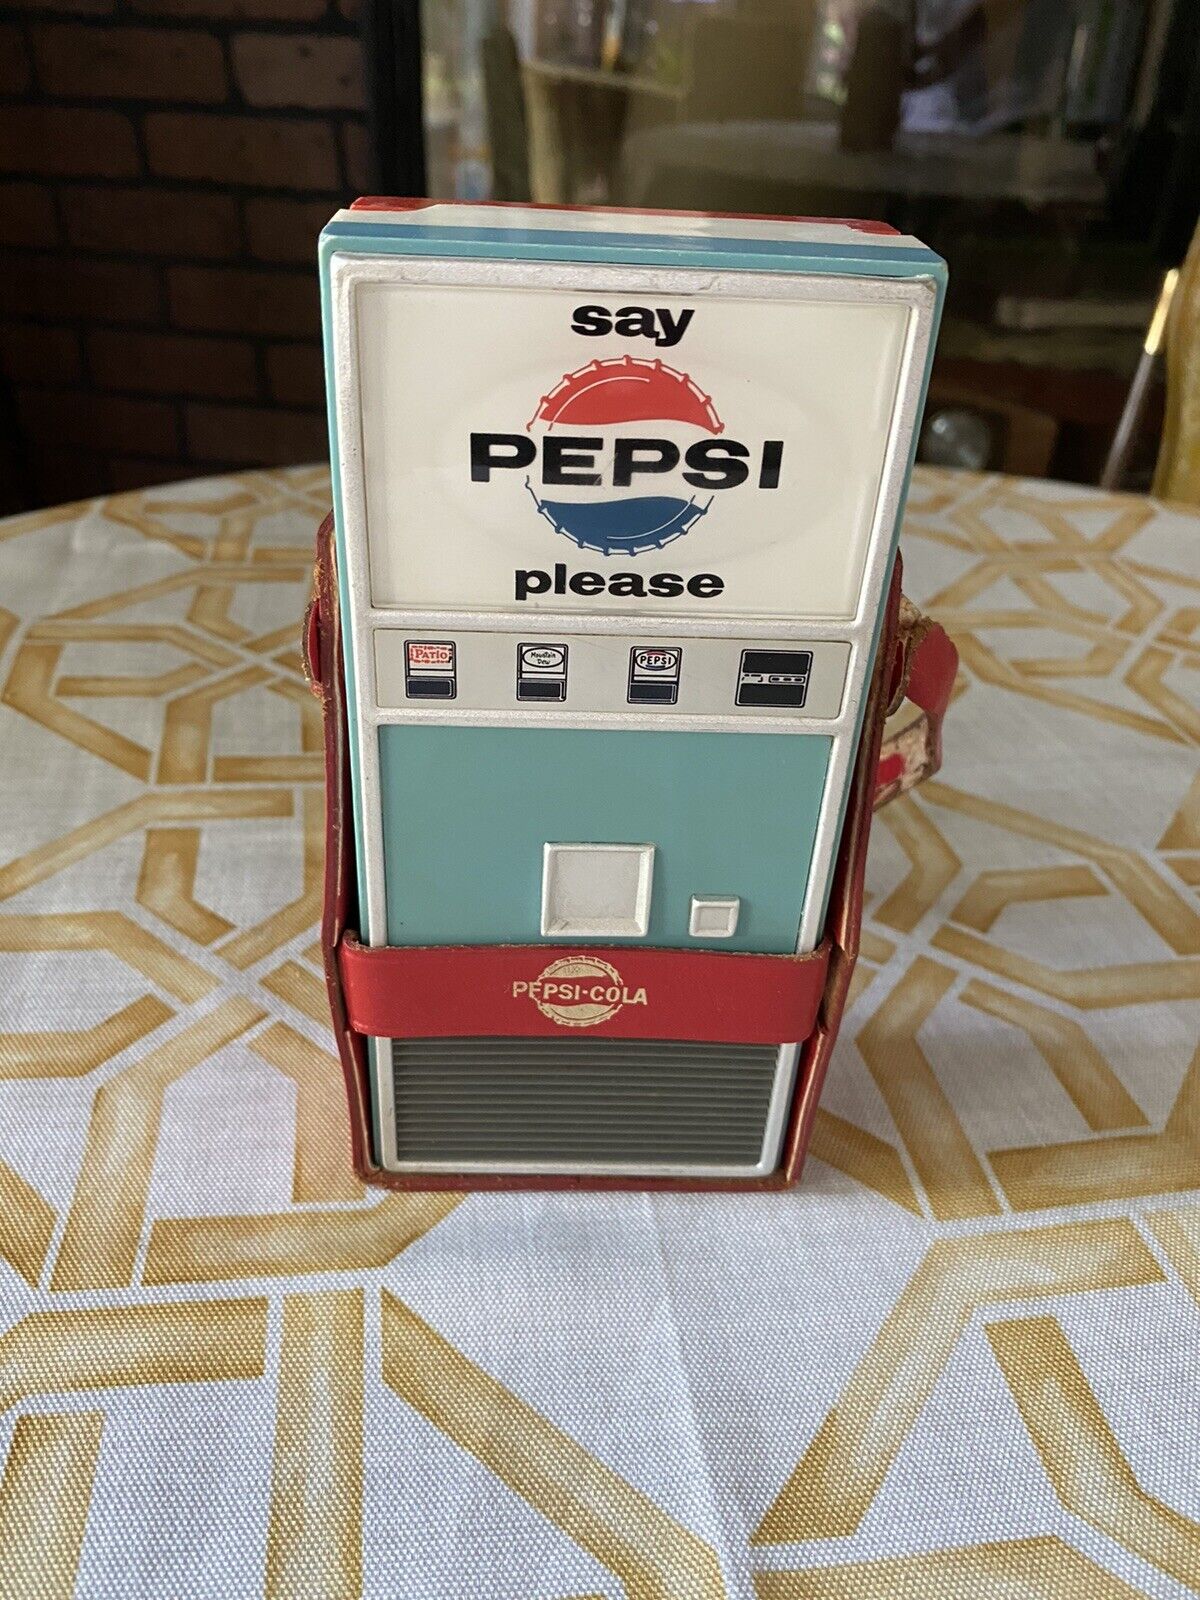 say
PEPSI
please
PATIO
Mountain
Dew
PEPSI
PEPSI-COLA